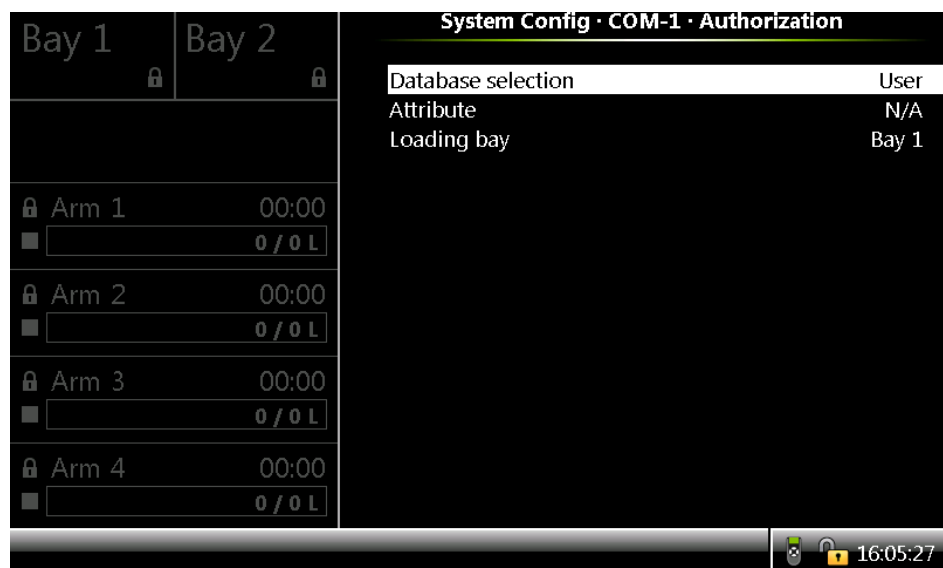 Bay 1 Bay 2
Arm 1 00:00
0 / 0 L
Arm 2 00:00
0 / 0 L
Arm 3 00:00
0 / 0 L
Arm 4 00:00
0 / 0 L
System Config · COM-1 · Authorization
Database selection User
Attribute N/A
Loading bay Bay 1
16:05:27